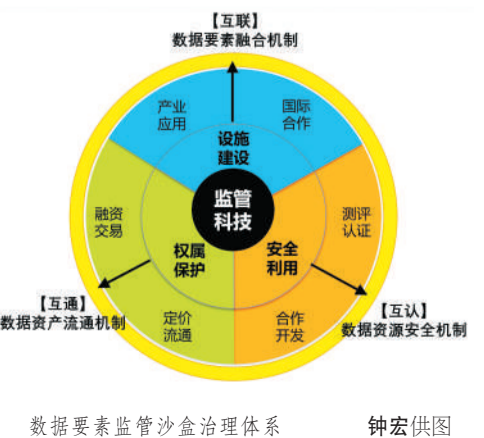 【互联】
数据要素融合机制
产业
应用
国际
合作
设施
建设
监管
科技
融资
交易
测评
认证
权属
保护
安全
利用
【互通】
数据资产流通机制
【互认】
数据资源安全机制
定价
流通
合作
开发
数据要素监管沙盒治理体系 钟宏供图